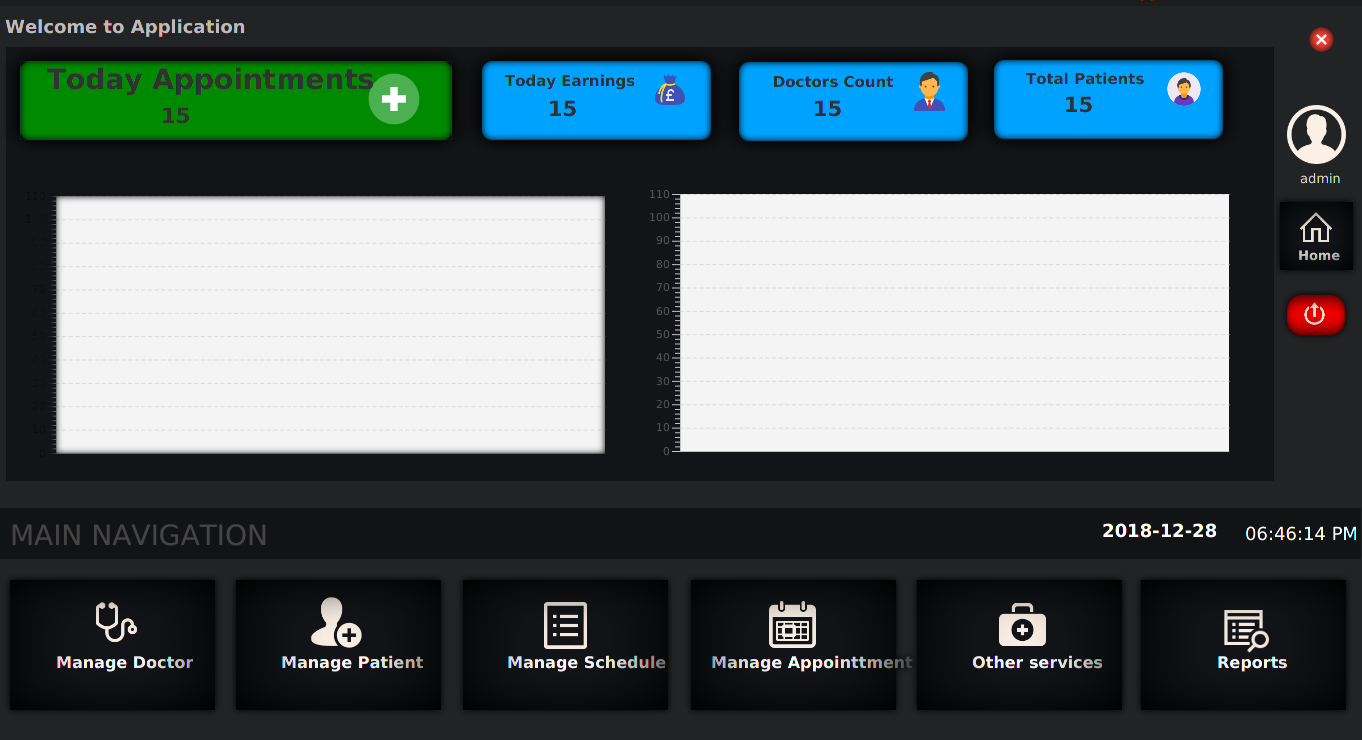 Welcome to Application
Today Appointments
15
Today Earnings
15
£
Doctors Count
15
Total Patients
15
admin
Home
110
0
110
100
90
80
70
60
50
40
30
20
10
0
MAIN NAVIGATION
2018-12-28
06:46:14 PM
Manage Doctor
Manage Patient
Manage Schedule
Manage Appointtment
Other services
Reports